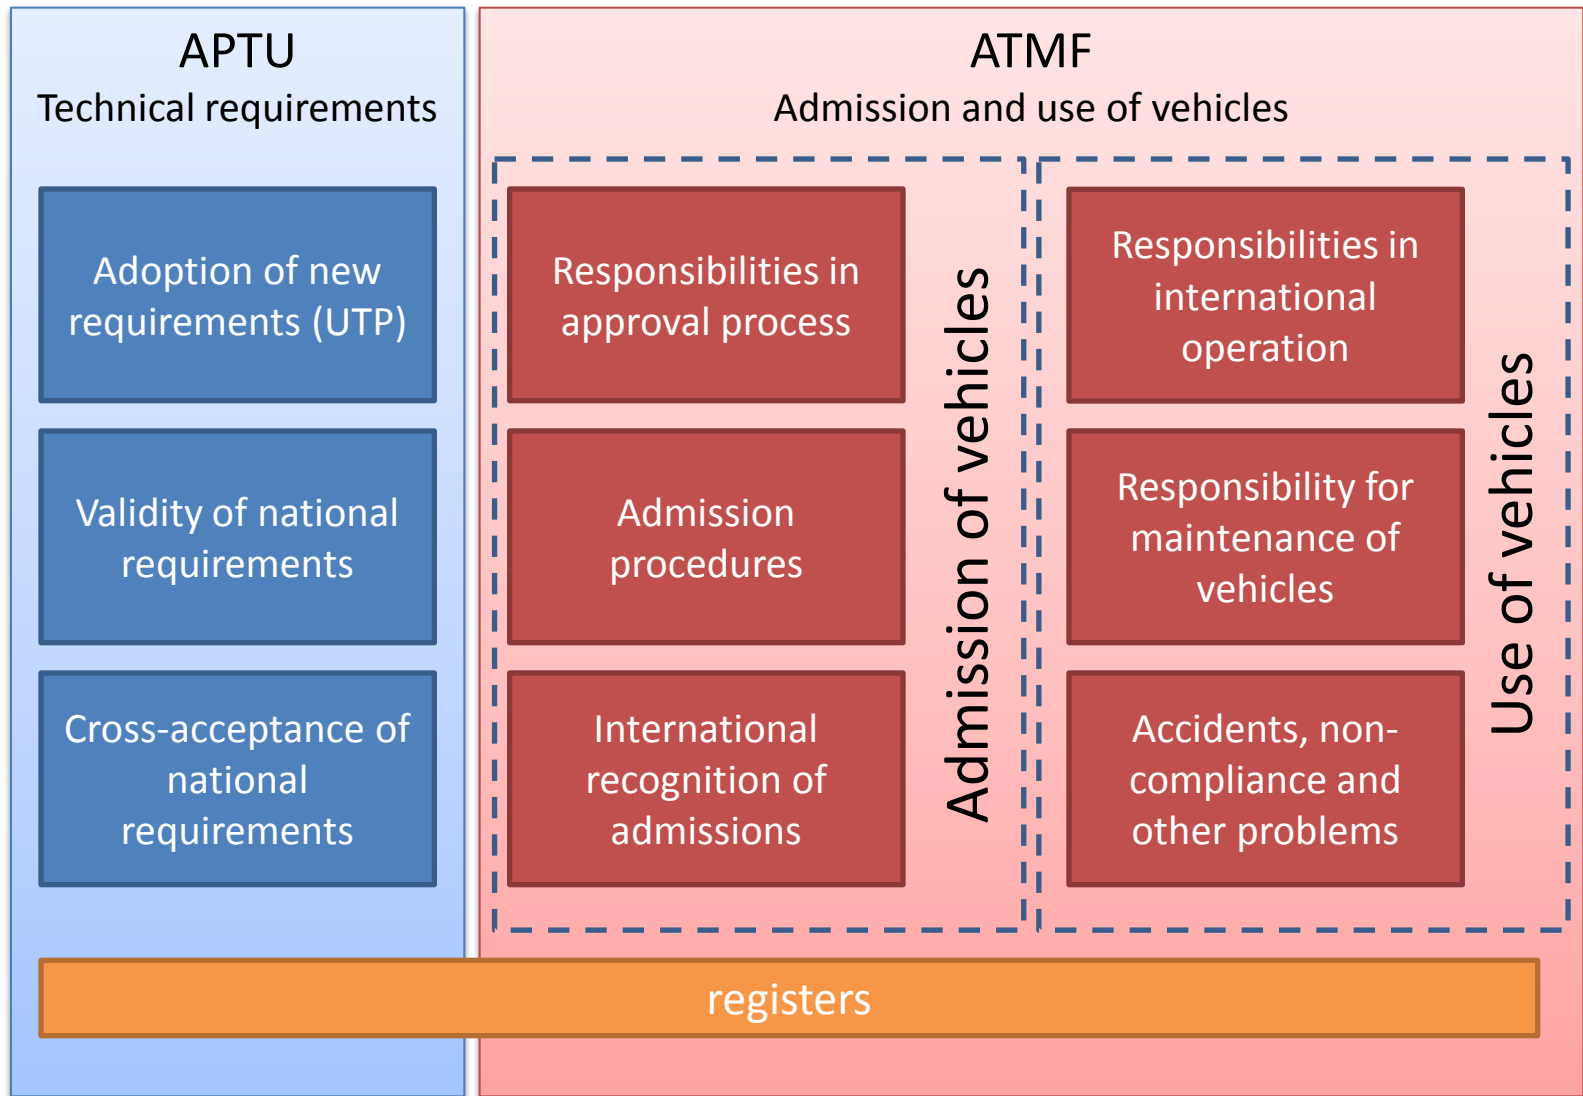 APTU
Technical requirements
Adoption of new
requirements (UTP)
Validity of national
requirements
Cross-acceptance of
national
requirements
ATMF
Admission and use of vehicles
Responsibilities in
approval process
Admission
procedures
International
recognition of
admissions
Admission of vehicles
Responsibilities in
international
operation
Responsibility for
maintenance of
vehicles
Accidents, non-
compliance and
other problems
Use of vehicles
registers